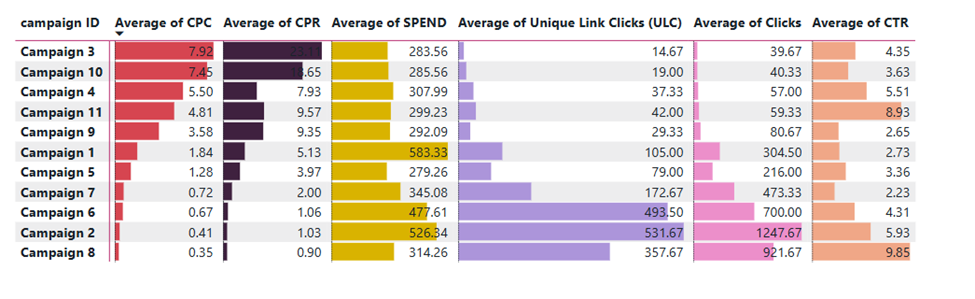 campaign ID Average of CPC Average of CPR Average of SPEND Average of Unique Link Clicks (ULC) Average of Clicks Average of CTR
Campaign 3 7.92 283.56 14.67 39.67 4.35
Campaign 10 7.45 285.56 19.00 40.33 3.63
Campaign 4 5.50 7.93 307.99 37.33 57.00 5.51
Campaign 11 4.81 9.57 299.23 42.00 59.33 8.93
Campaign 9 3.58 9.35 292.09 29.33 80.67 2.65
Campaign 1 1.84 5.13 583.33 105.00 304.50 2.73
Campaign 5 1.28 3.97 279.26 79.00 216.00 3.36
Campaign 7 0.72 2.00 345.08 172.67 473.33 2.23
Campaign 6 0.67 1.06 477.61 493.50 700.00 4.31
Campaign 2 0.41 1.03 526.34 531.67 1247.67 5.93
Campaign 8 0.35 0.90 314.26 357.67 921.67 9.85